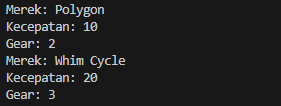 Merek: Polygon
Kecepatan: 10
Gear: 2
Merek: Whim Cycle
Kecepatan: 20
Gear: 3